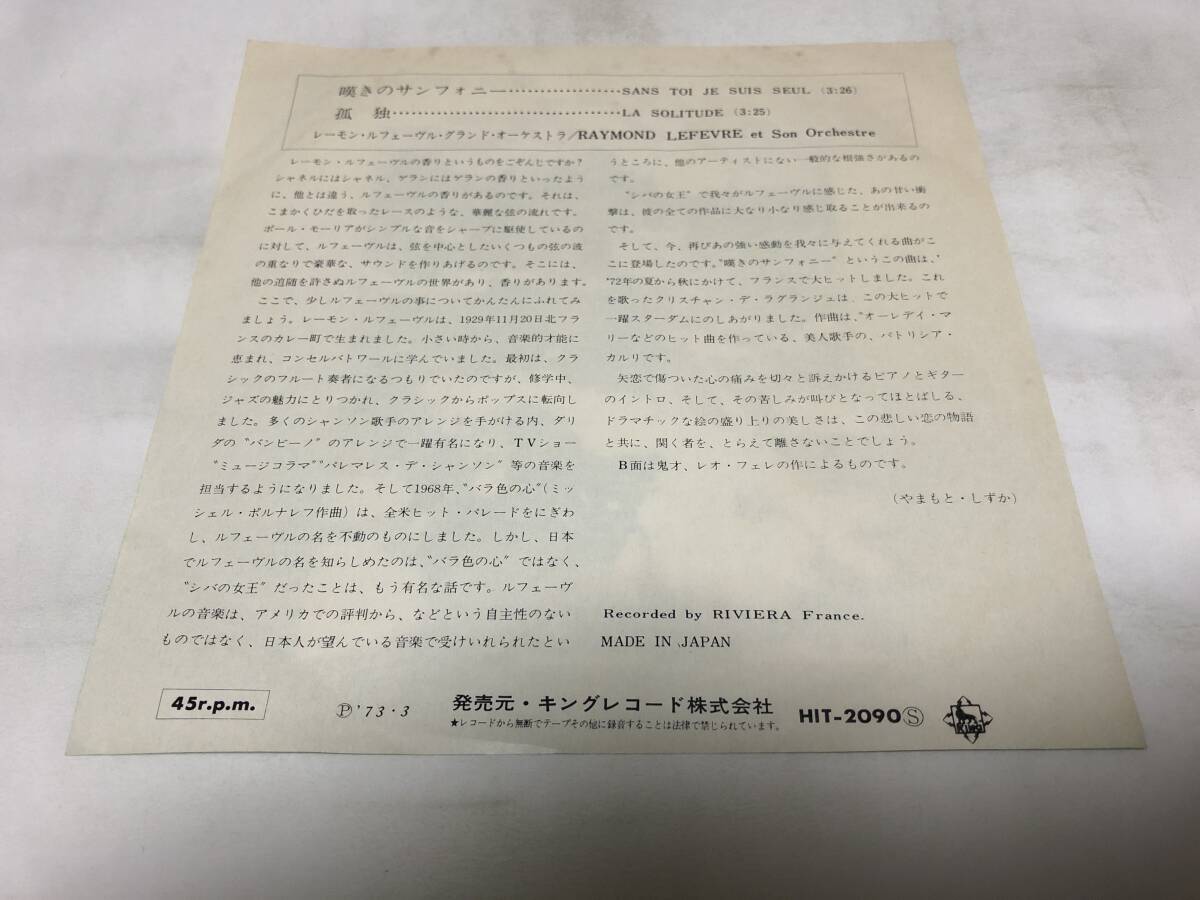 嘆きのサンフォニー………………SANS TOI JE SUIS SEUL (3:26)
孤　独………………………………LA SOLITUDE (3:25)
レーモン・ルフェーヴル・グランド・オーケストラ/RAYMOND LEFEVRE et Son Orchestre
レーモン・ルフェーヴルの香りというものをごぞんじですか？
シャネルにはシャネル、ゲランにはゲランの香りといったよう
に、他とは違う、ルフェーヴルの香りがあるのです。それは、
こまかくひだを取ったレースのような、華麗な弦の流れです。
ポール・モーリアがシンプルな音をシャープに駆使しているの
に対して、ルフェーヴルは、弦を中心としたいくつもの弦の波
の重なりで豪華な、サウンドを作りあげるのです。そこには、
他の追随を許さぬルフェーヴルの世界があり、香りがあります。
ここで、少しルフェーヴルの事についてかんたんにふれてみ
ましょう。レーモン・ルフェーヴルは、1929年11月20日北フラ
ンスのカレー町で生まれました。小さい時から、音楽的才能に
恵まれ、コンセルバトワールに学んでいました。最初は、クラ
シックのフルート奏者になるつもりでいたのですが、修学中、
ジャズの魅力にとりつかれ、クラシックからポップスに転向し
ました。多くのシャンソン歌手のアレンジを手がける内、ダリ
ダの〝バンビーノ〟のアレンジで一躍有名になり、TVショー
〝ミュージコラマ〟〝パレマレス・デ・シャンソン〟等の音楽を
担当するようになりました。そして1968年、〝バラ色の心〟(ミッ
シェル・ポルナレフ作曲)は、全米ヒット・パレードをにぎわ
し、ルフェーヴルの名を不動のものにしました。しかし、日本
でルフェーヴルの名を知らしめたのは、〝バラ色の心〟ではなく、
〝シバの女王〟だったことは、もう有名な話です。ルフェーヴ
ルの音楽は、アメリカでの評判から、などという自主性のない
ものではなく、日本人が望んでいる音楽で受けいれられたとい
うところに、他のアーティストにない一般的な根強さがあるの
です。
〝シバの女王〟で我々がルフェーヴルに感じた、あの甘い衝
撃は、彼の全ての作品に大なり小なり感じ取ることが出来るの
です。
そして、今、再びあの強い感動を我々に与えてくれる曲がこ
こに登場したのです。〝嘆きのサンフォニー〟というこの曲は、'
'72年の夏から秋にかけて、フランスで大ヒットしました。これ
を歌ったクリスチャン・デ・ラグランジュは、この大ヒットで
一躍スターダムにのしあがりました。作曲は、〝オーレディ・マ
リーなどのヒット曲を作っている、美人歌手の、パトリシア・
カルリです。
失恋で傷ついた心の痛みを切々と訴えかけるピアノとギター
のイントロ、そして、その苦しみが叫びとなってほとばしる、
ドラマチックな絵の盛り上りの美しさは、この悲しい恋の物語
と共に、関く者を、とらえて離さないことでしょう。
B面は鬼才、レオ・フェレの作によるものです。
(やまもと・しずか)
Recorded by RIVIERA France.
MADE IN JAPAN
45r.p.m.
Ⓟ'73・3
発売元・キングレコード株式会社
★レコードから無断でテープその他に録音することは法律で禁じられています。
HIT-2090Ⓢ
KING